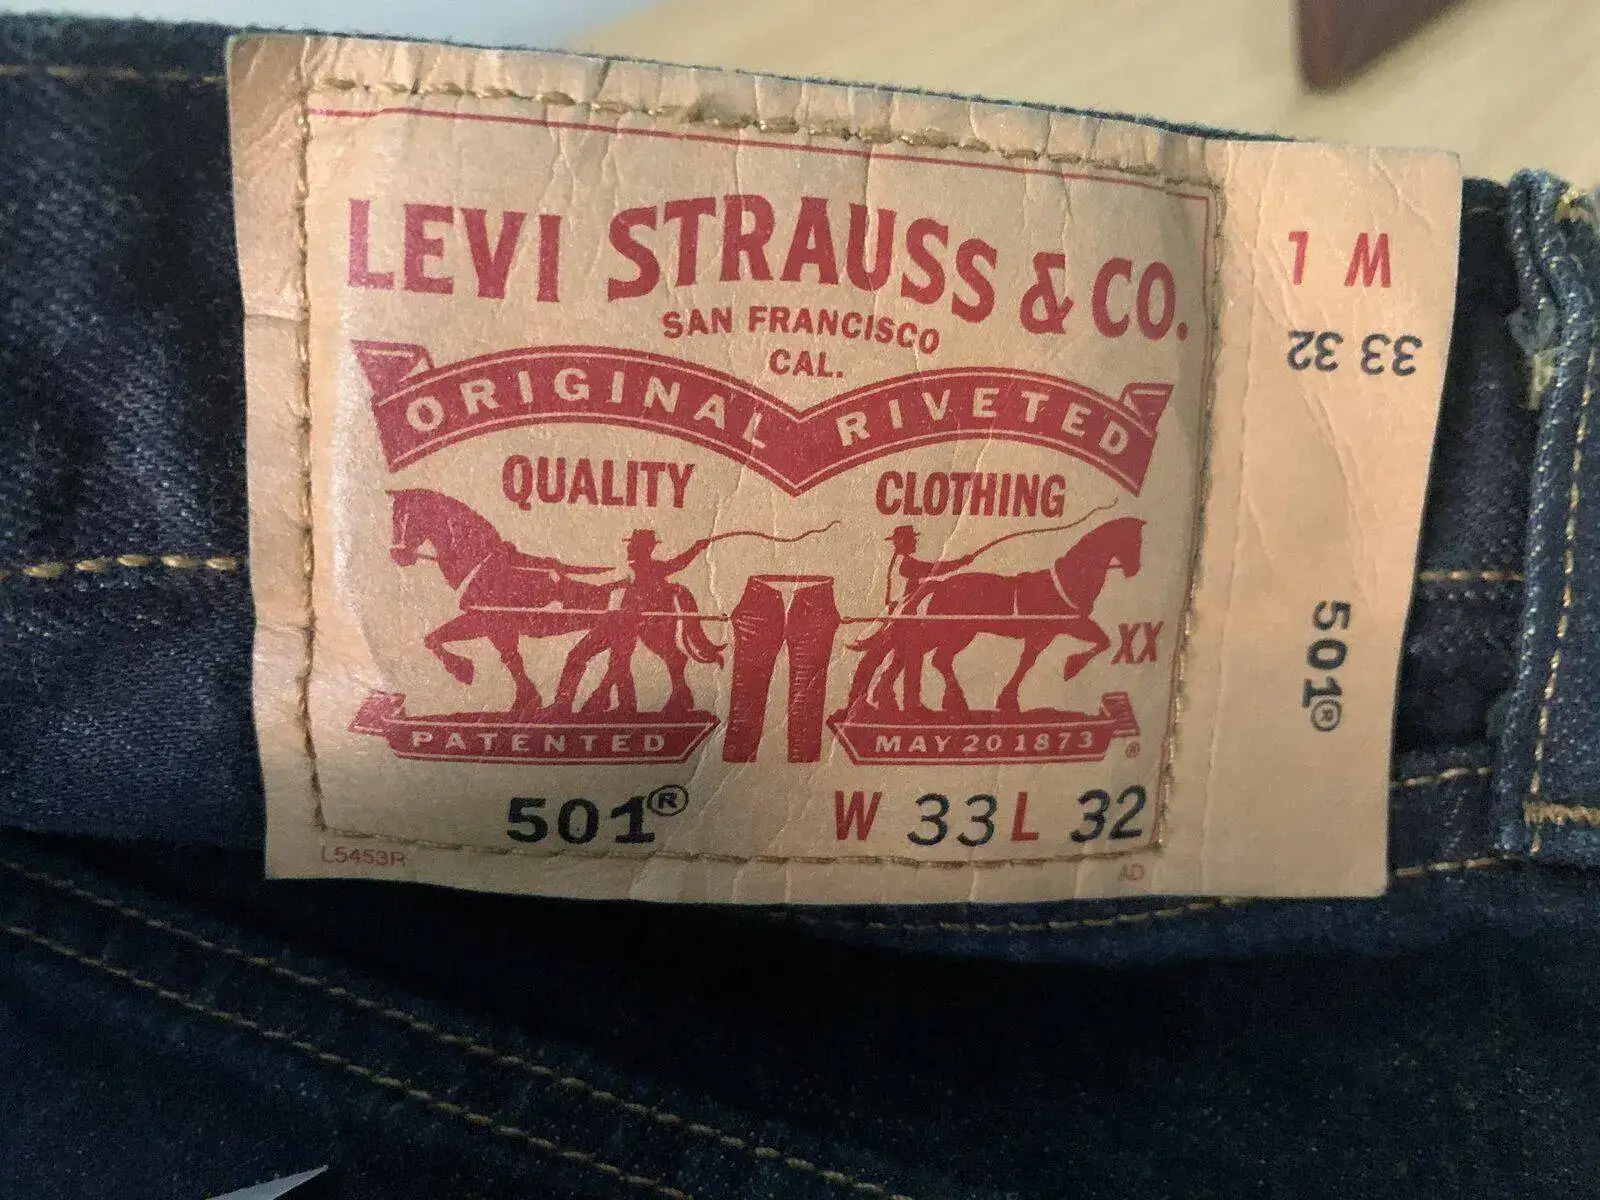 LEVI STRAUSS & CO.
SAN FRANCISCO
CAL.
ORIGINAL RIVETED
QUALITY CLOTHING
XX
PATENTED MAY 20 1873 ®
501® W 33 L 32
L5453R AD
W L
33 32
501®